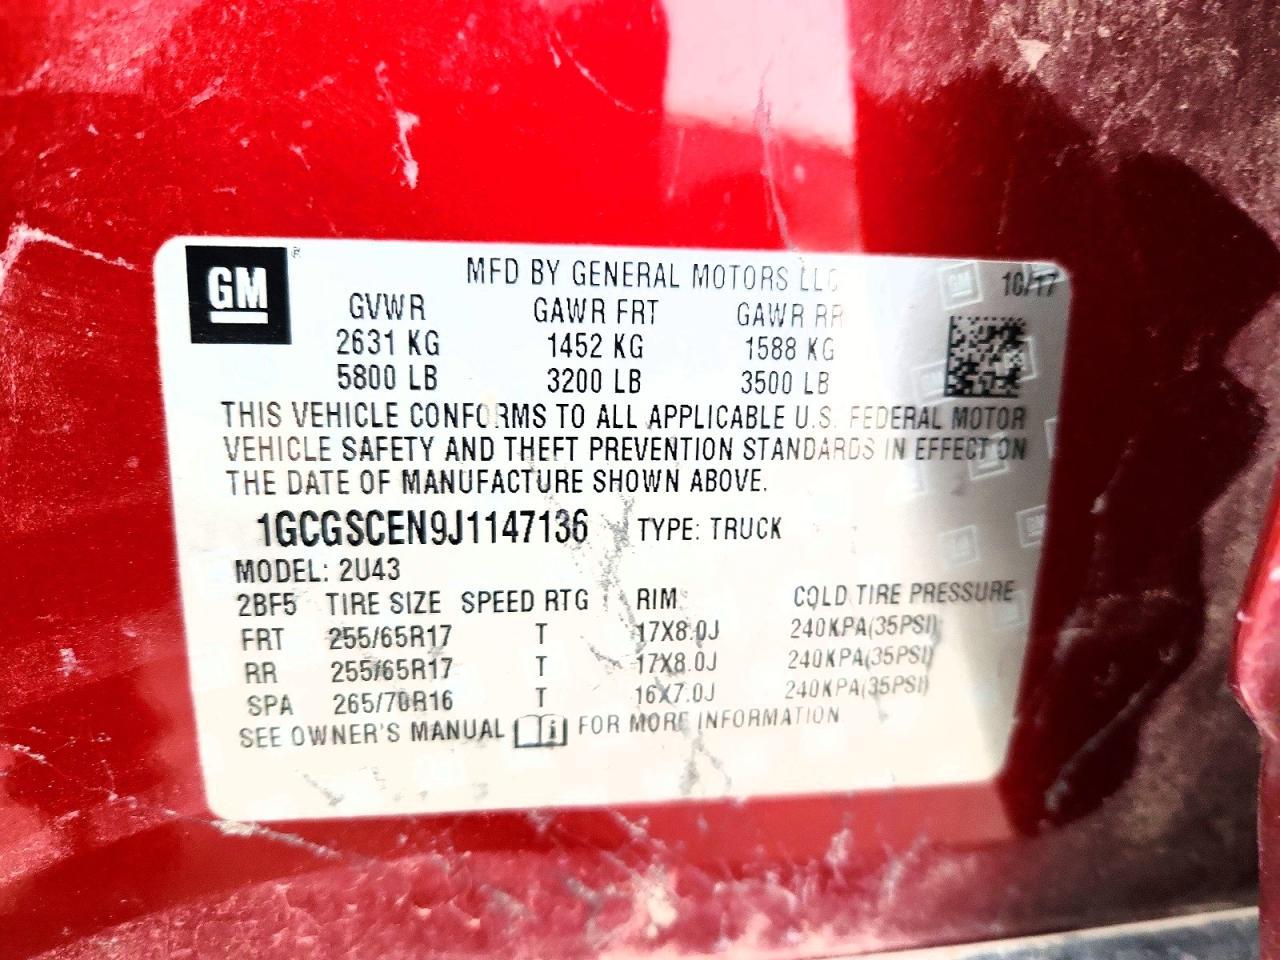 GM
MFD BY GENERAL MOTORS LLC 10/17
GVWR GAWR FRT GAWR RR
2631 KG 1452 KG 1588 KG
5800 LB 3200 LB 3500 LB
THIS VEHICLE CONFORMS TO ALL APPLICABLE U.S. FEDERAL MOTOR
VEHICLE SAFETY AND THEFT PREVENTION STANDARDS IN EFFECT ON
THE DATE OF MANUFACTURE SHOWN ABOVE.
1GCGSCEN9J1147136 TYPE: TRUCK
MODEL: 2U43
2BF5 TIRE SIZE SPEED RTG RIM COLD TIRE PRESSURE
FRT 255/65R17 T 17X8.0J 240KPA(35PSI)
RR 255/65R17 T 17X8.0J 240KPA(35PSI)
SPA 265/70R16 T 16X7.0J 240KPA(35PSI)
SEE OWNER'S MANUAL FOR MORE INFORMATION